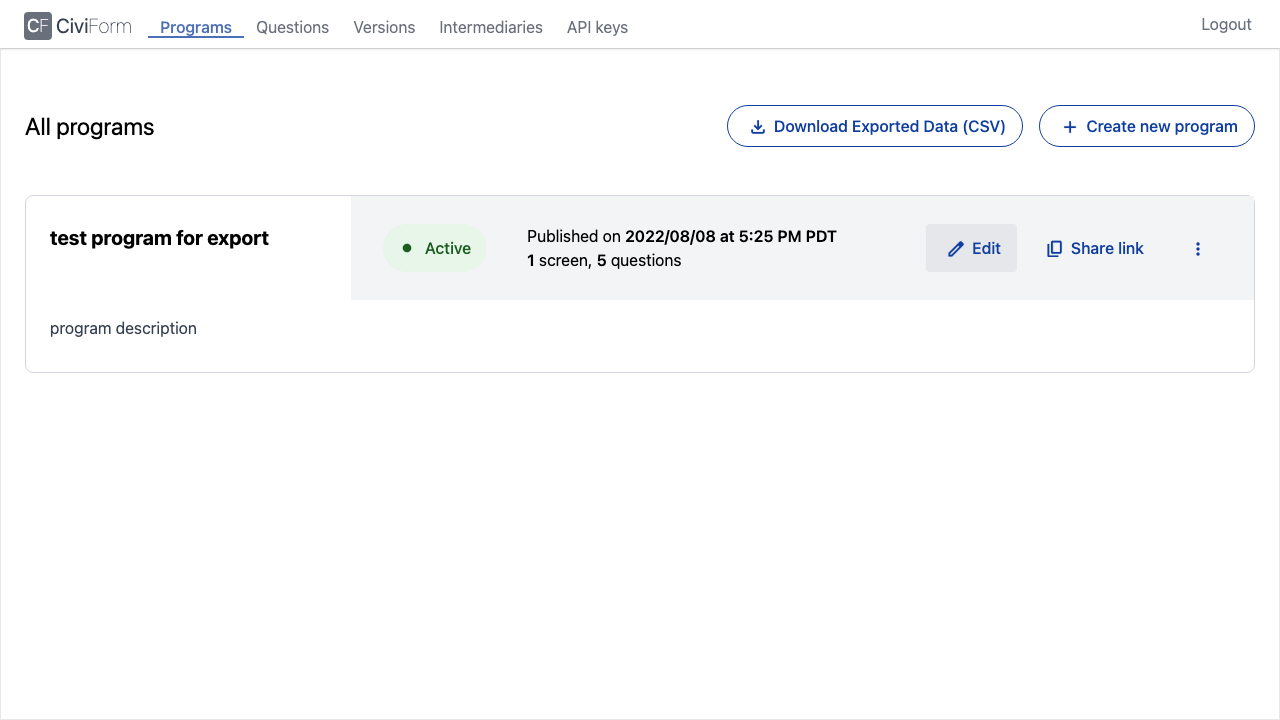 CF CiviForm Programs Questions Versions Intermediaries API keys Logout
All programs Download Exported Data (CSV) Create new program
test program for export Active Published on 2022/08/08 at 5:25 PM PDT Edit Share link
1 screen, 5 questions
program description